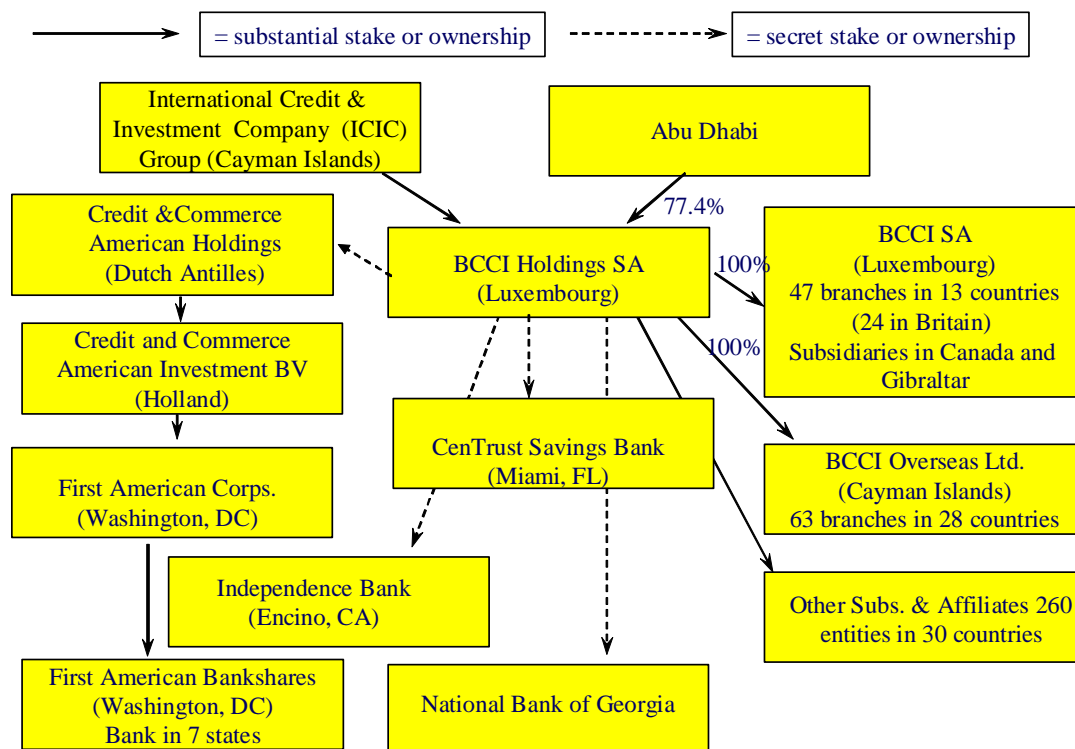 = substantial stake or ownership
= secret stake or ownership
International Credit &
Investment Company (ICIC)
Group (Cayman Islands)
Abu Dhabi
77.4%
Credit &Commerce
American Holdings
(Dutch Antilles)
BCCI Holdings SA
(Luxembourg)
100%
BCCI SA
(Luxembourg)
47 branches in 13 countries
(24 in Britain)
Subsidiaries in Canada and
Gibraltar
100%
Credit and Commerce
American Investment BV
(Holland)
CenTrust Savings Bank
(Miami, FL)
BCCI Overseas Ltd.
(Cayman Islands)
63 branches in 28 countries
First American Corps.
(Washington, DC)
Independence Bank
(Encino, CA)
Other Subs. & Affiliates 260
entities in 30 countries
First American Bankshares
(Washington, DC)
Bank in 7 states
National Bank of Georgia